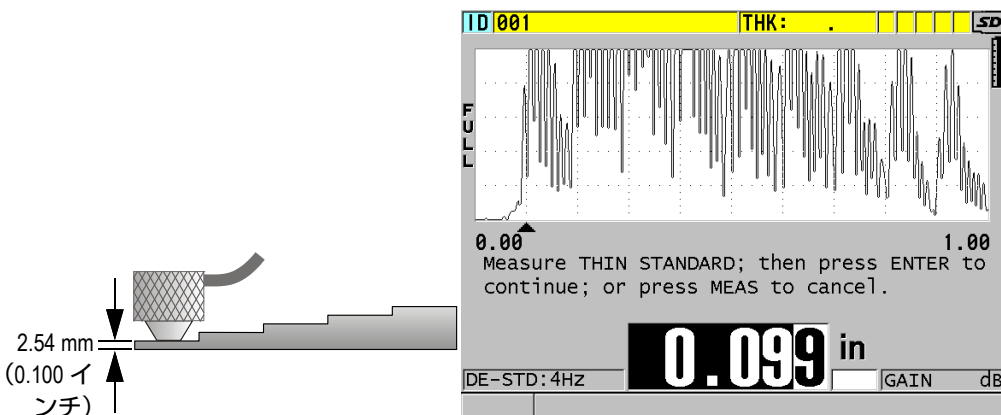 2.54 mm
(0.100 イ
ンチ)
ID 001 THK: . SD
FULL
0.00 1.00
Measure THIN STANDARD; then press ENTER to
continue; or press MEAS to cancel.
0.099 in
DE-STD:4Hz GAIN dB